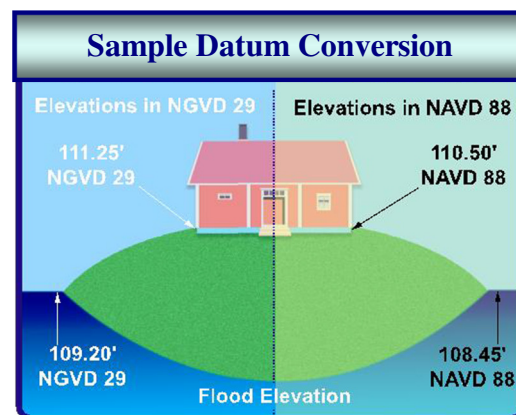 Sample Datum Conversion
Elevations in NGVD 29
Elevations in NAVD 88
111.25'
NGVD 29
110.50'
NAVD 88
109.20'
NGVD 29
108.45'
NAVD 88
Flood Elevation